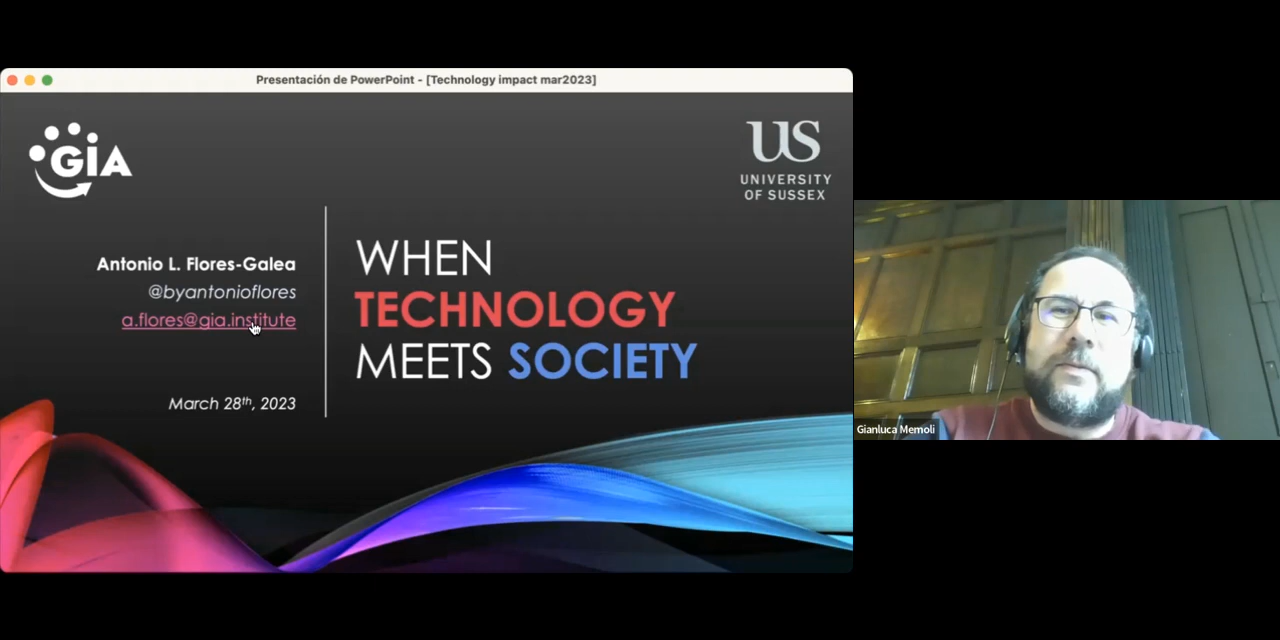 Presentación de PowerPoint - [Technology impact mar2023]
GIA
US
UNIVERSITY
OF SUSSEX
Antonio L. Flores-Galea
@byantonioflores
a.flores@gia.institute
March 28th, 2023
WHEN
TECHNOLOGY
MEETS SOCIETY
Gianluca Memoli